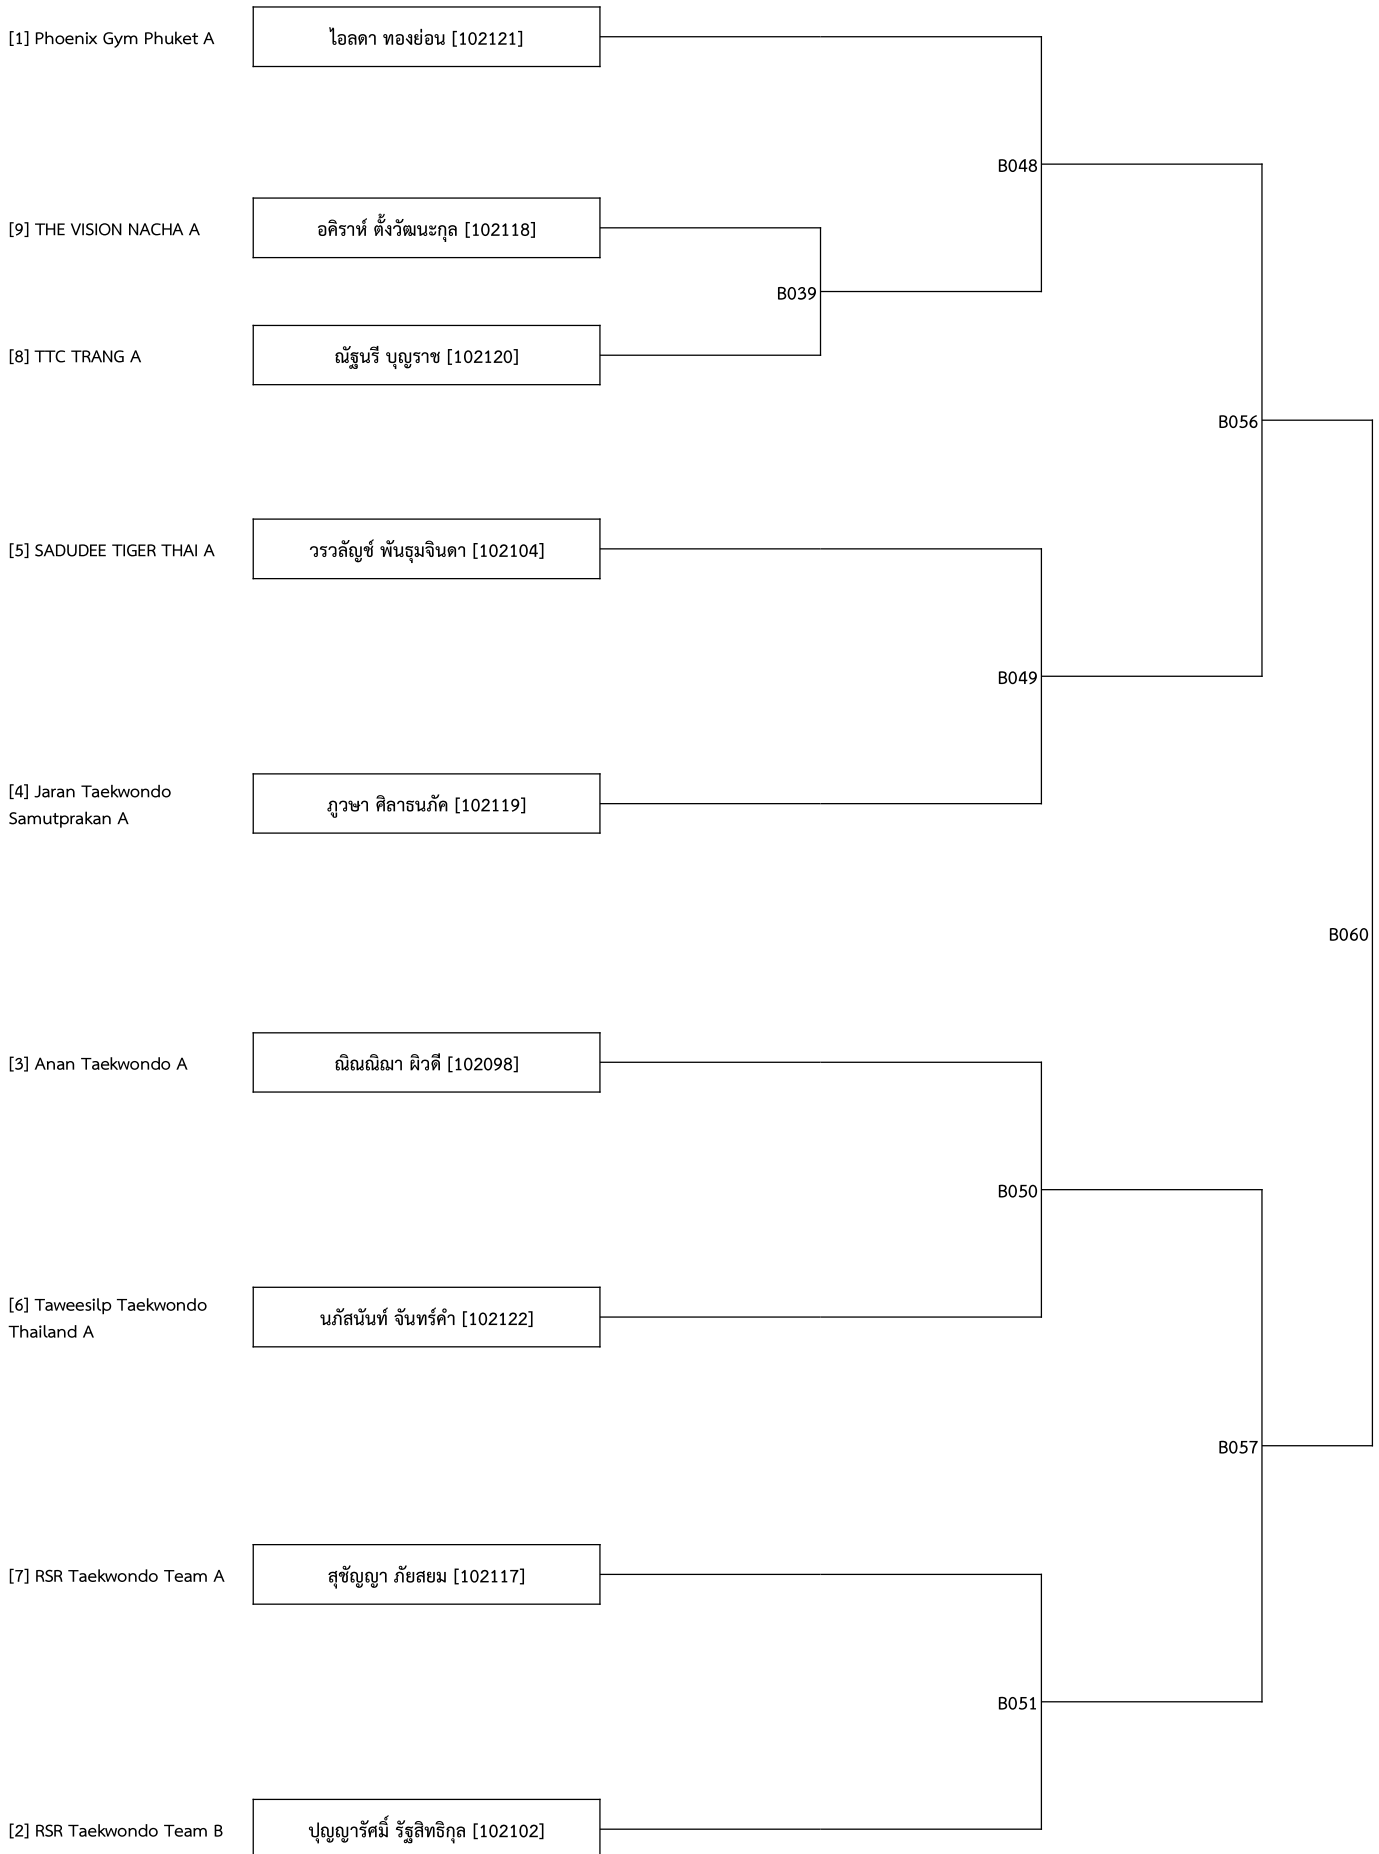 [1] Phoenix Gym Phuket A
ไอลดา ทองย่อน [102121]
B048
[9] THE VISION NACHA A
อคิราห์ ตั้งวัฒนะกุล [102118]
B039
[8] TTC TRANG A
ณัฐนรี บุญราช [102120]
B056
[5] SADUDEE TIGER THAI A
วรวลัญช์ พันธุมจินดา [102104]
B049
[4] Jaran Taekwondo
Samutprakan A
ภูวษา ศิลาธนภัค [102119]
B060
[3] Anan Taekwondo A
ณิณณิฌา ผิวดี [102098]
B050
[6] Taweesilp Taekwondo
Thailand A
นภัสนันท์ จันทร์คำ [102122]
B057
[7] RSR Taekwondo Team A
สุชัญญา ภัยสยม [102117]
B051
[2] RSR Taekwondo Team B
ปุญญารัศมิ์ รัฐสิทธิกุล [102102]